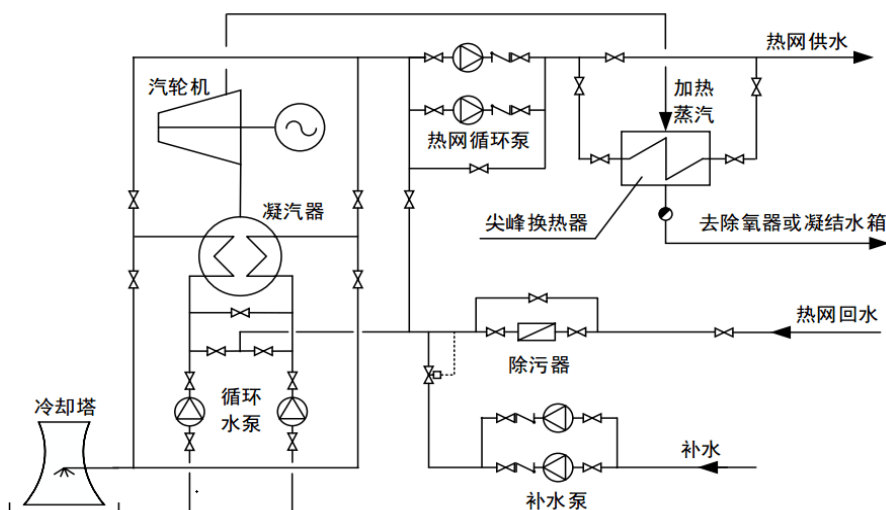 热网供水
汽轮机
加热
蒸汽
热网循环泵
凝汽器
尖峰换热器
去除氧器或凝结水箱
热网回水
除污器
冷却塔
循环
水泵
补水
补水泵